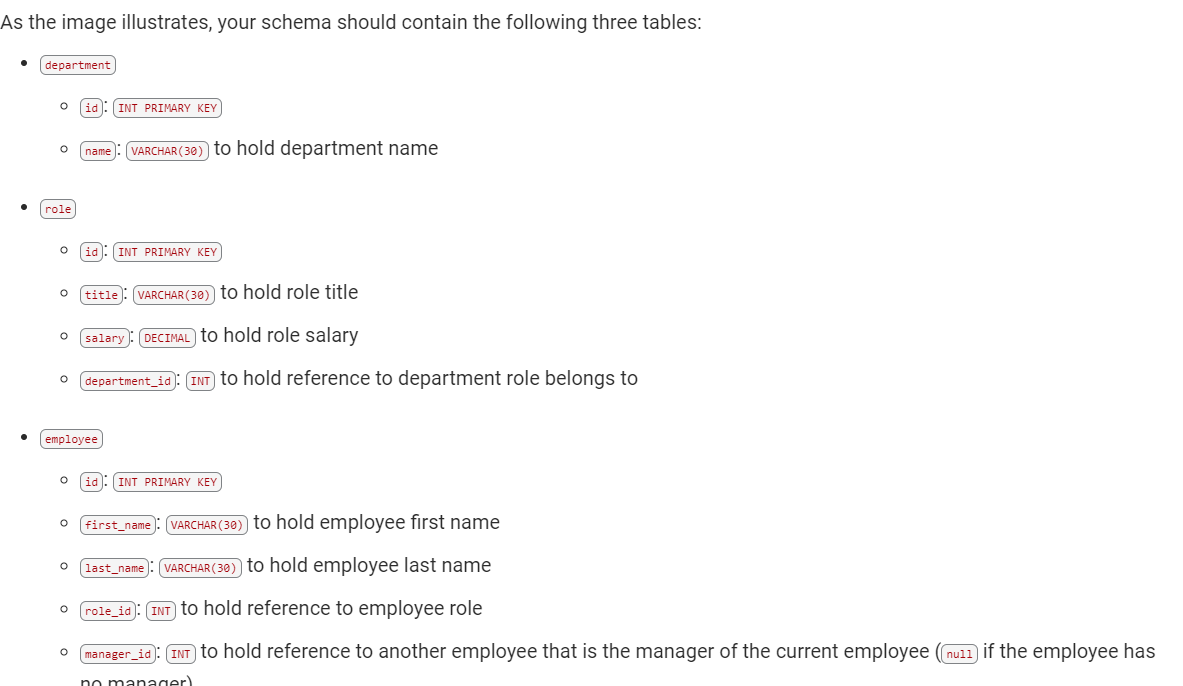 As the image illustrates, your schema should contain the following three tables:
department
id: INT PRIMARY KEY
name: VARCHAR(30) to hold department name
role
id: INT PRIMARY KEY
title: VARCHAR(30) to hold role title
salary: DECIMAL to hold role salary
department_id: INT to hold reference to department role belongs to
employee
id: INT PRIMARY KEY
first_name: VARCHAR(30) to hold employee first name
last_name: VARCHAR(30) to hold employee last name
role_id: INT to hold reference to employee role
manager_id: INT to hold reference to another employee that is the manager of the current employee (null if the employee has
no manager)